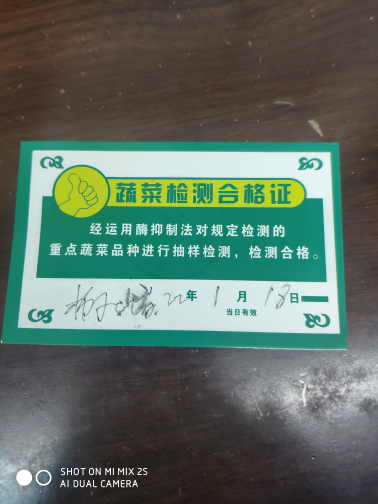 蔬菜检测合格证
经运用酶抑制法对规定检测的
重点蔬菜品种进行抽样检测，检测合格。
22年 1月 18日
当日有效
SHOT ON MI MIX 2S
AI DUAL CAMERA